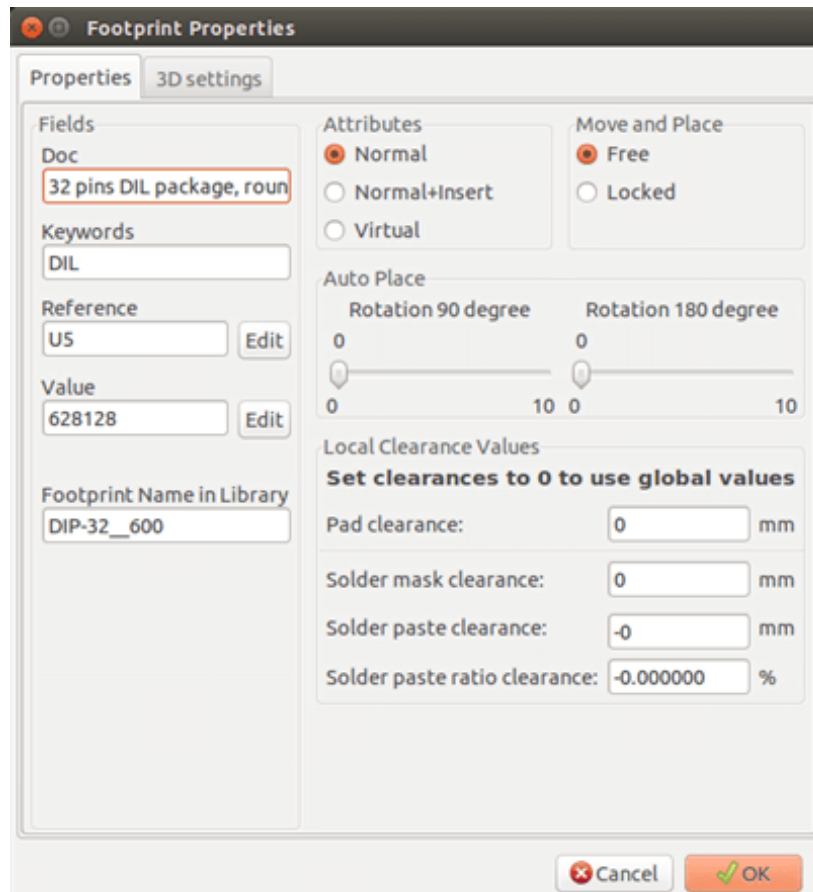 Footprint Properties
Properties
3D settings
Fields
Doc
32 pins DIL package, roun
Keywords
DIL
Reference
U5
Edit
Value
628128
Edit
Footprint Name in Library
DIP-32__600
Attributes
Normal
Normal+Insert
Virtual
Move and Place
Free
Locked
Auto Place
Rotation 90 degree
0
0 10
Rotation 180 degree
0
0 10
Local Clearance Values
Set clearances to 0 to use global values
Pad clearance: 0 mm
Solder mask clearance: 0 mm
Solder paste clearance: -0 mm
Solder paste ratio clearance: -0.000000 %
Cancel
OK